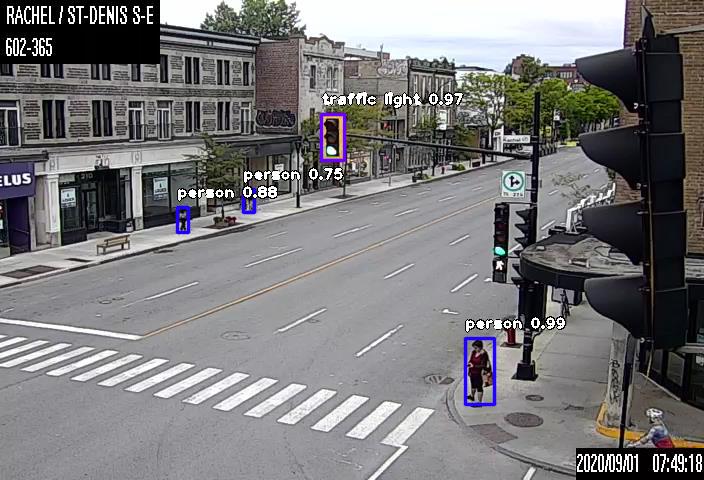 RACHEL / ST-DENIS S-E
602-365
traffic light 0.97
person 0.75
person 0.88
ELUS
person 0.99
2020/09/01 07:49:18